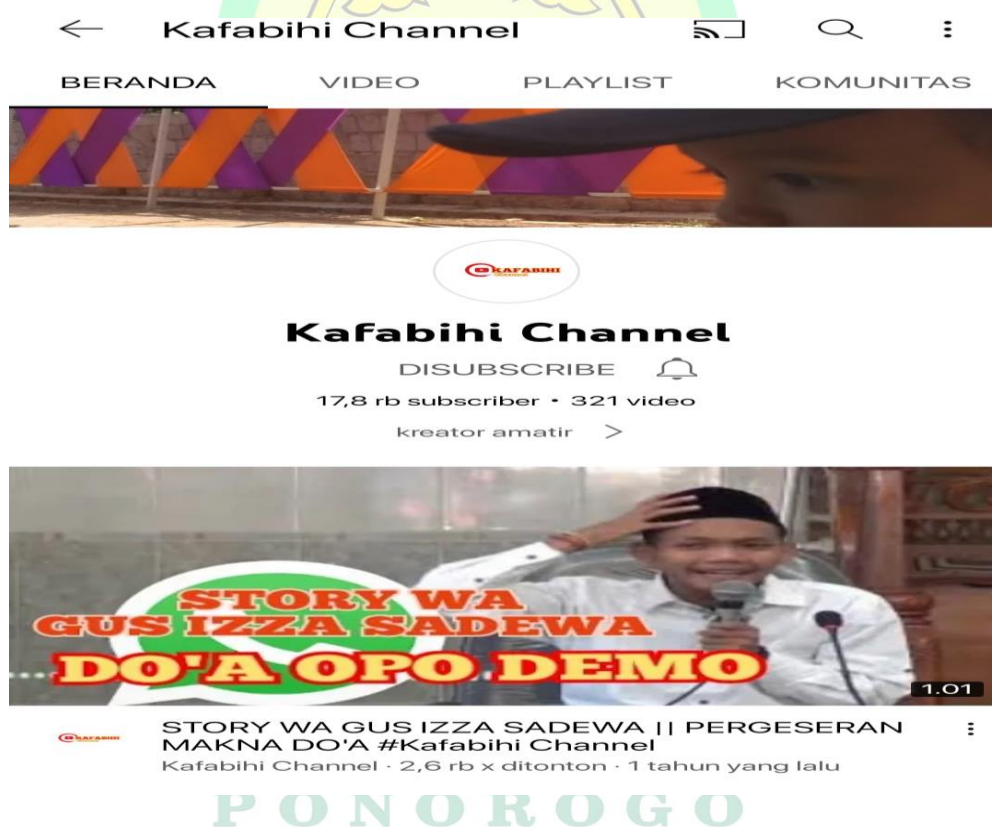 Kafabihi Channel
BERANDA VIDEO PLAYLIST KOMUNITAS
KAFABIHI
Kafabihi Channel
DISUBSCRIBE
17,8 rb subscriber • 321 video
kreator amatir >
STORY WA
GUS IZZA SADEWA
DO'A OPO DEMO
1.01
KAFABIHI
STORY WA GUS IZZA SADEWA || PERGESERAN
MAKNA DO'A #Kafabihi Channel
Kafabihi Channel · 2,6 rb x ditonton · 1 tahun yang lalu
PONOROGO